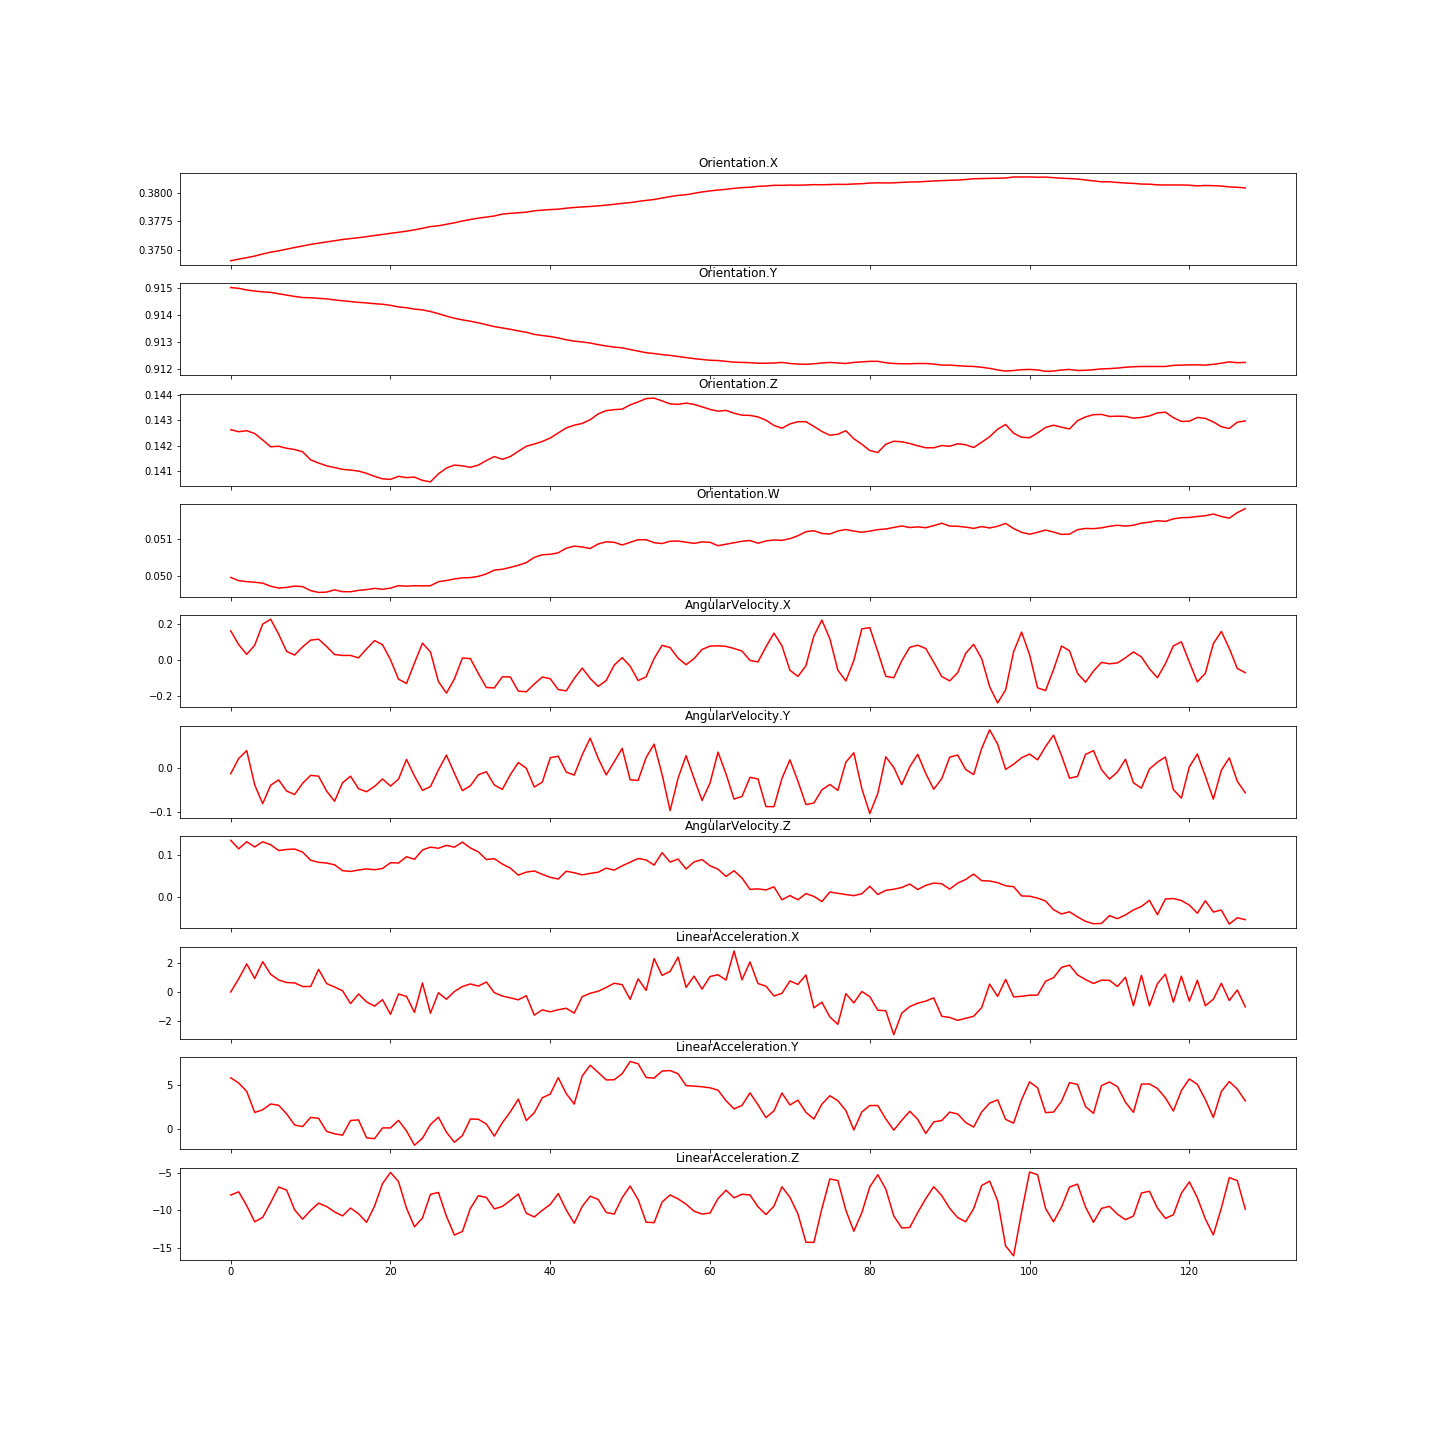 Orientation.X
0.3800
0.3775
0.3750
Orientation.Y
0.915
0.914
0.913
0.912
Orientation.Z
0.144
0.143
0.142
0.141
Orientation.W
0.051
0.050
AngularVelocity.X
0.2
0.0
−0.2
AngularVelocity.Y
0.0
−0.1
AngularVelocity.Z
0.1
0.0
LinearAcceleration.X
2
0
−2
LinearAcceleration.Y
5
0
LinearAcceleration.Z
−5
−10
−15
0 20 40 60 80 100 120